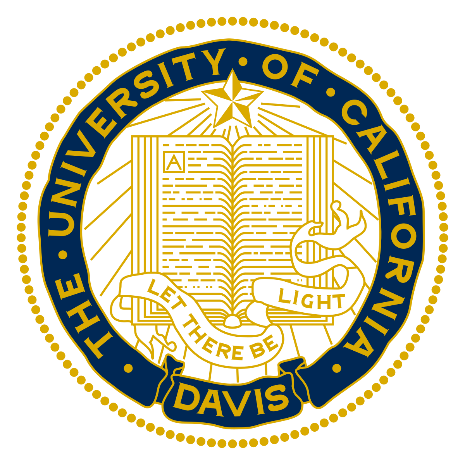 THE · UNIVERSITY · OF · CALIFORNIA
A
LET THERE BE
LIGHT
DAVIS